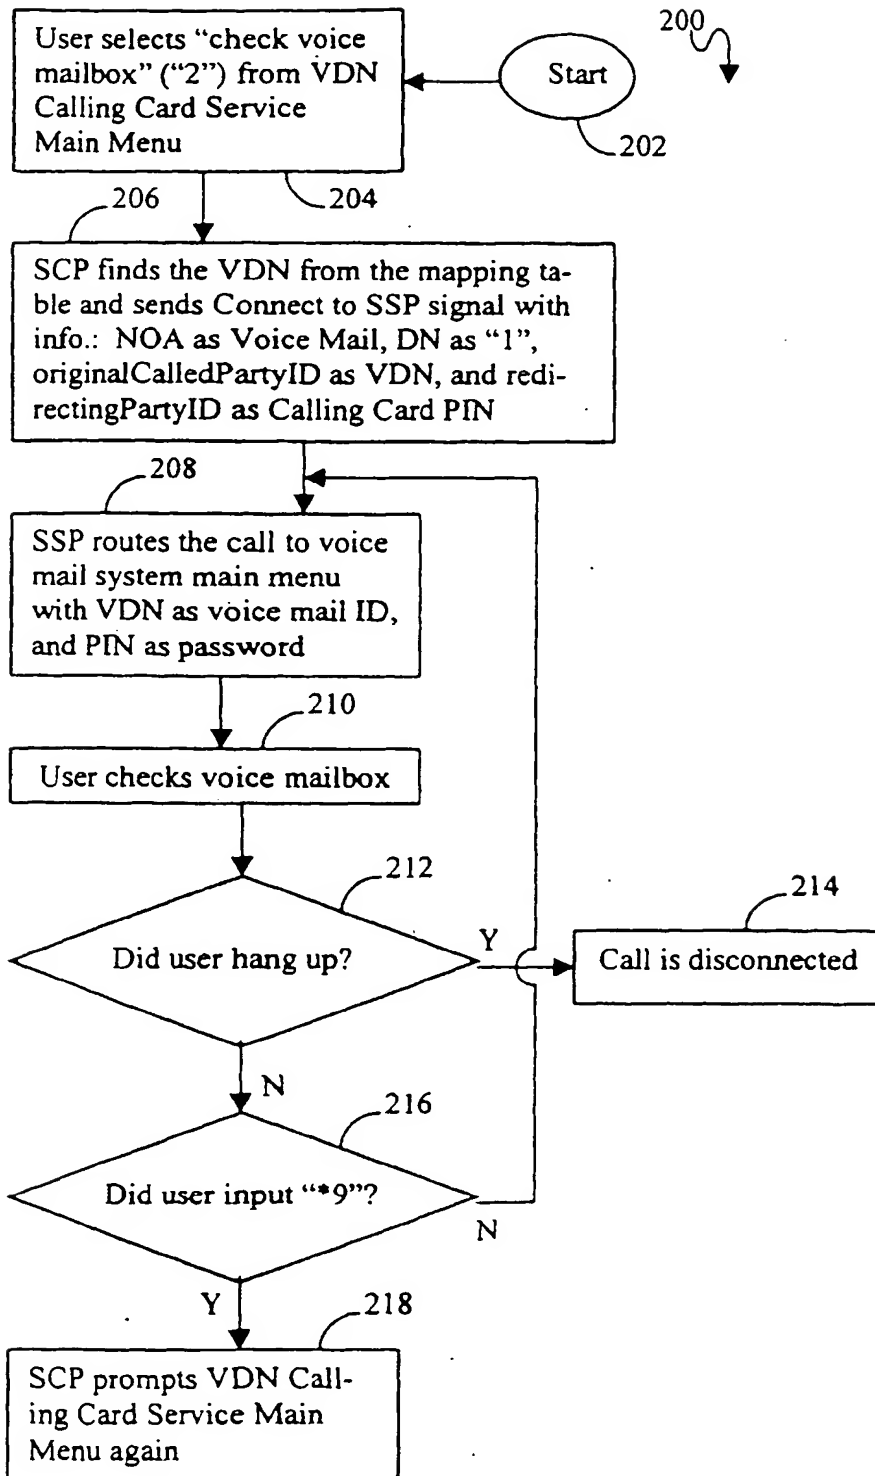 200
User selects “check voice
mailbox” (“2”) from VDN
Calling Card Service
Main Menu
Start
202
204
206
SCP finds the VDN from the mapping ta-
ble and sends Connect to SSP signal with
info.: NOA as Voice Mail, DN as “1”,
originalCalledPartyID as VDN, and redi-
rectingPartyID as Calling Card PIN
208
SSP routes the call to voice
mail system main menu
with VDN as voice mail ID,
and PIN as password
210
User checks voice mailbox
212
Did user hang up?
Y
214
Call is disconnected
N
216
Did user input “*9”?
N
Y
218
SCP prompts VDN Call-
ing Card Service Main
Menu again